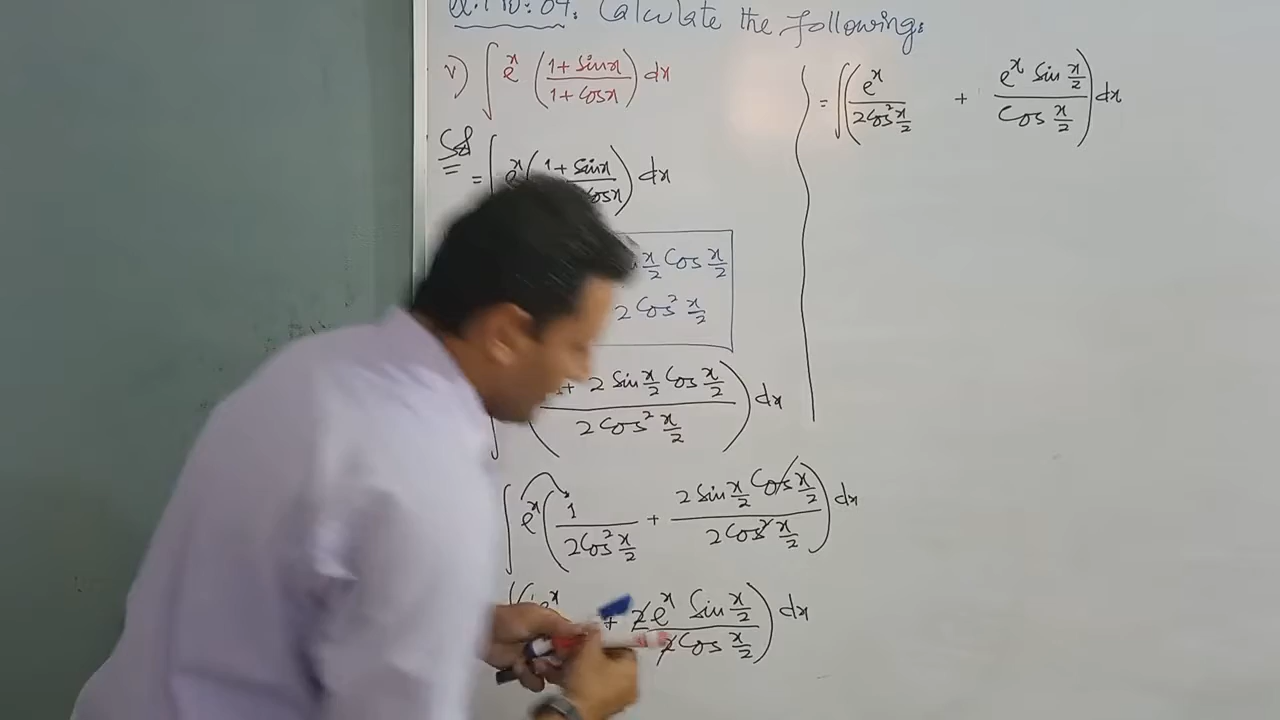 Q.No:04: Calculate the following:
v) ∫ e^x ((1 + Sinx)/(1 + Cosx)) dx
Sol = ∫ e^x ((1 + Sinx)/(Cosx)) dx
x/2 Cos x/2
2 Cos² x/2
∫ (+ 2 Sin x/2 Cos x/2)/(2 Cos² x/2)) dx
∫ e^x (1/(2Cos² x/2) + (2 Sin x/2 Cos x/2)/(2 Cos² x/2)) dx
∫ (e^x + (2e^x Sin x/2)/(2 Cos x/2)) dx
= ∫ (e^x/(2Cos² x/2) + (e^x Sin x/2)/(Cos x/2)) dx